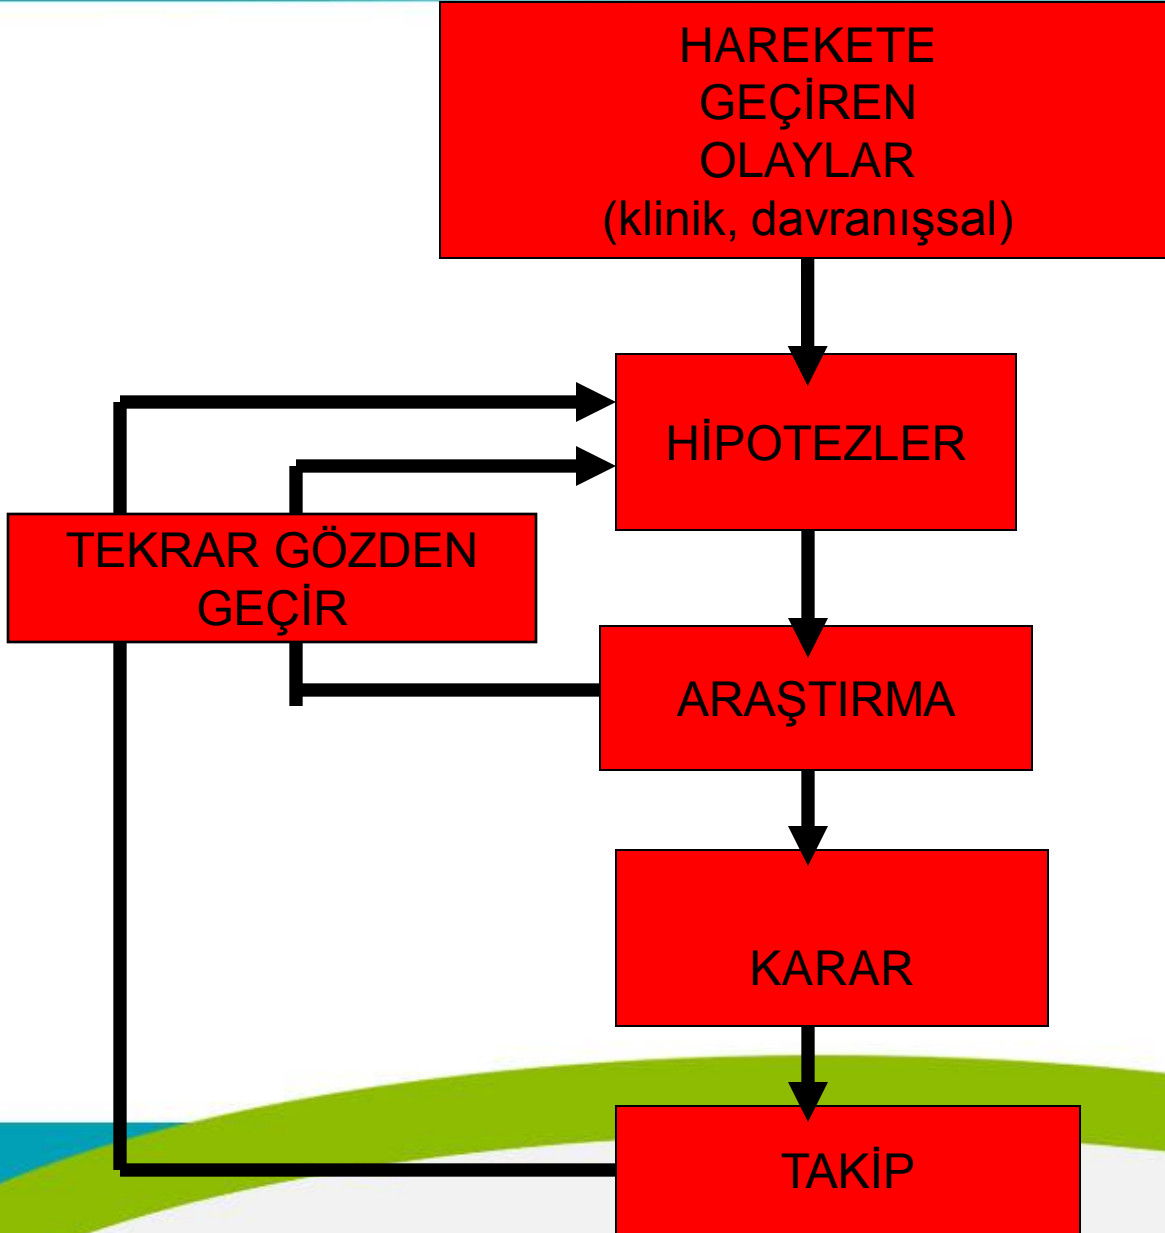 HAREKETE
GEÇİREN
OLAYLAR
(klinik, davranışsal)
HİPOTEZLER
TEKRAR GÖZDEN
GEÇİR
ARAŞTIRMA
KARAR
TAKİP